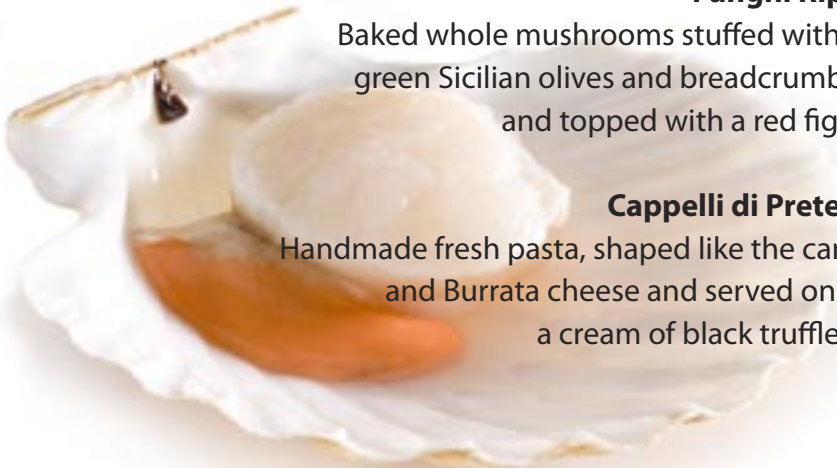 Baked whole mushrooms stuffed with
green Sicilian olives and breadcrumb
and topped with a red fig
Cappelli di Prete
Handmade fresh pasta, shaped like the car
and Burrata cheese and served on
a cream of black truffle